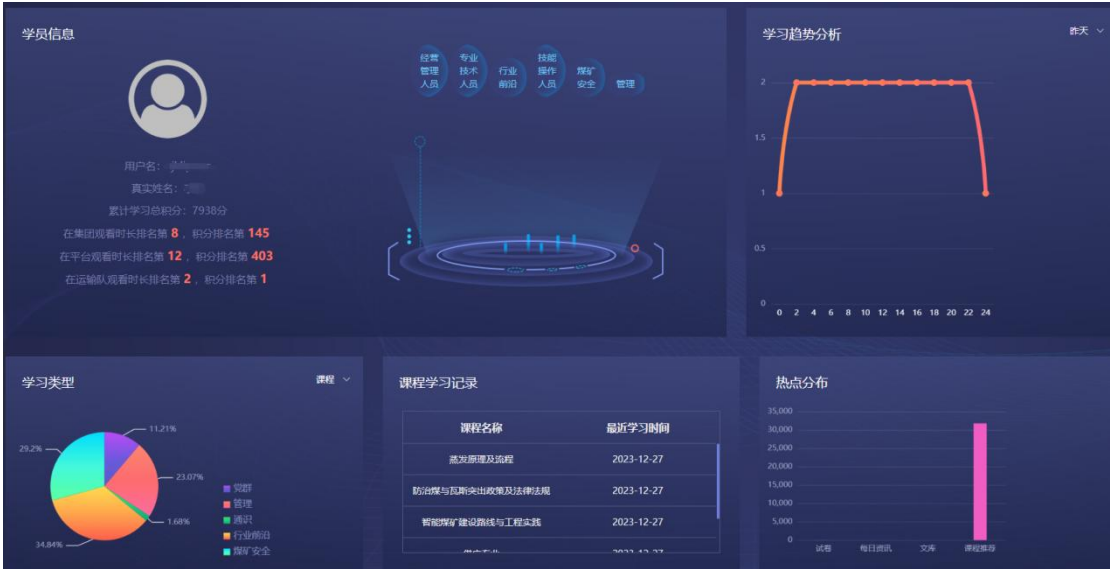 学员信息
用户名：
真实姓名：
累计学习总积分：7938分
在集团观看时长排名第 8 ，积分排名第 145
在平台观看时长排名第 12 ，积分排名第 403
在运输队观看时长排名第 2 ，积分排名第 1
经营
管理
人员
专业
技术
人员
行业
前沿
技能
操作
人员
煤矿
安全
管理
学习趋势分析
昨天
2
1.5
1
0.5
0
0 2 4 6 8 10 12 14 16 18 20 22 24
学习类型
课程
11.21%
29.2%
23.07%
1.68%
34.84%
党群
管理
通识
行业前沿
煤矿安全
课程学习记录
课程名称 最近学习时间
蒸发原理及流程 2023-12-27
防治煤与瓦斯突出政策及法律法规 2023-12-27
智能煤矿建设路线与工程实践 2023-12-27
2023-12-27
热点分布
35,000
30,000
25,000
20,000
15,000
10,000
5,000
0
试卷 每日资讯 文库 课程推荐